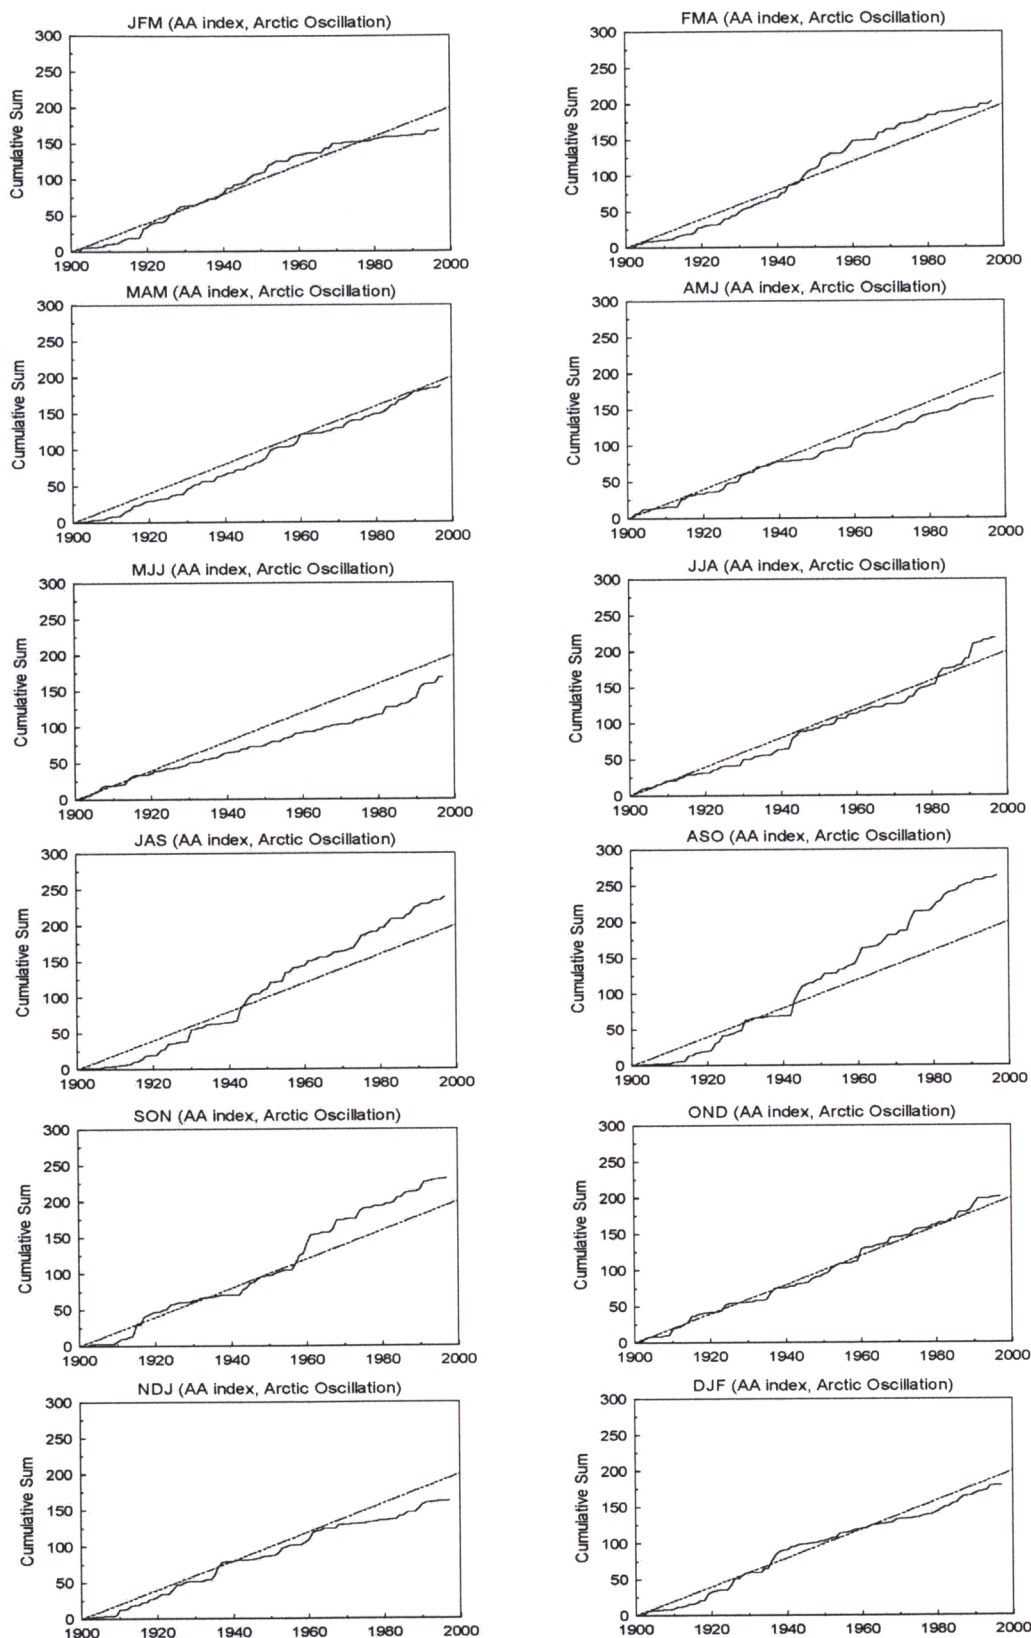 JFM (AA index, Arctic Oscillation)
Cumulative Sum
300
250
200
150
100
50
0
1900 1920 1940 1960 1980 2000
FMA (AA index, Arctic Oscillation)
Cumulative Sum
300
250
200
150
100
50
0
1900 1920 1940 1960 1980 2000
MAM (AA index, Arctic Oscillation)
Cumulative Sum
300
250
200
150
100
50
0
1900 1920 1940 1960 1980 2000
AMJ (AA index, Arctic Oscillation)
Cumulative Sum
300
250
200
150
100
50
0
1900 1920 1940 1960 1980 2000
MJJ (AA index, Arctic Oscillation)
Cumulative Sum
300
250
200
150
100
50
0
1900 1920 1940 1960 1980 2000
JJA (AA index, Arctic Oscillation)
Cumulative Sum
300
250
200
150
100
50
0
1900 1920 1940 1960 1980 2000
JAS (AA index, Arctic Oscillation)
Cumulative Sum
300
250
200
150
100
50
0
1900 1920 1940 1960 1980 2000
ASO (AA index, Arctic Oscillation)
Cumulative Sum
300
250
200
150
100
50
0
1900 1920 1940 1960 1980 2000
SON (AA index, Arctic Oscillation)
Cumulative Sum
300
250
200
150
100
50
0
1900 1920 1940 1960 1980 2000
OND (AA index, Arctic Oscillation)
Cumulative Sum
300
250
200
150
100
50
0
1900 1920 1940 1960 1980 2000
NDJ (AA index, Arctic Oscillation)
Cumulative Sum
300
250
200
150
100
50
0
1900 1920 1940 1960 1980 2000
DJF (AA index, Arctic Oscillation)
Cumulative Sum
300
250
200
150
100
50
0
1900 1920 1940 1960 1980 2000